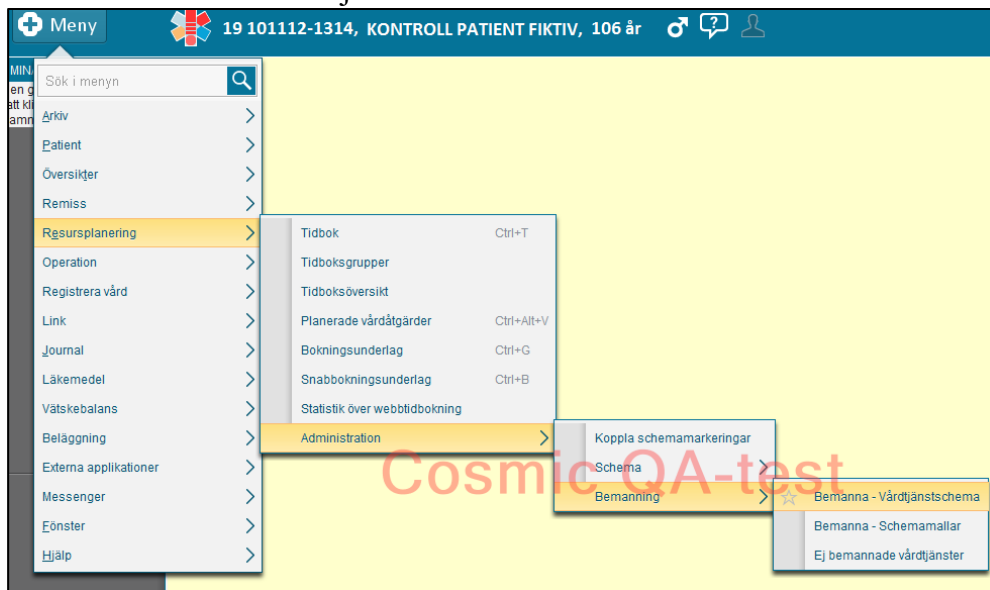 Meny
19 101112-1314, KONTROLL PATIENT FIKTIV, 106 år
Sök i menyn
Arkiv
Patient
Översikter
Remiss
Resursplanering
Operation
Registrera vård
Link
Journal
Läkemedel
Vätskebalans
Beläggning
Externa applikationer
Messenger
Fönster
Hjälp
Tidbok Ctrl+T
Tidboksgrupper
Tidboksöversikt
Planerade vårdåtgärder Ctrl+Alt+V
Bokningsunderlag Ctrl+G
Snabbokningsunderlag Ctrl+B
Statistik över webbtidbokning
Administration
Koppla schemamarkeringar
Schema
Bemanning
Bemanna - Vårdtjänstschema
Bemanna - Schemamallar
Ej bemannade vårdtjänster
Cosmic QA-test